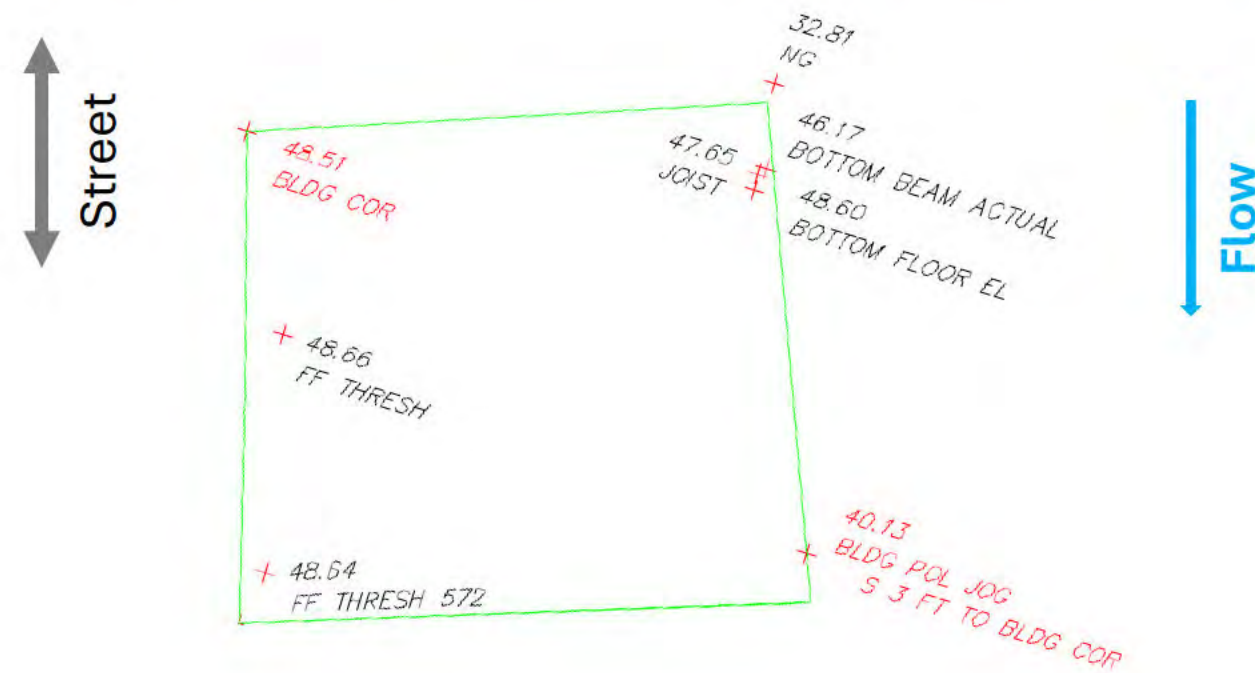 Street
32.81
NG
48.51
BLDG COR
47.65
JOIST
46.17
BOTTOM BEAM ACTUAL
48.60
BOTTOM FLOOR EL
Flow
48.66
FF THRESH
40.13
BLDG POL JOG
S 3 FT TO BLDG COR
48.64
FF THRESH 572